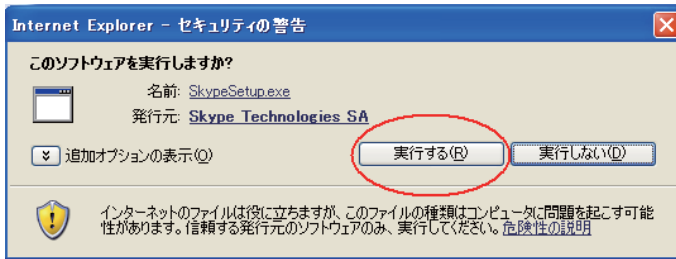 Internet Explorer - セキュリティの警告
このソフトウェアを実行しますか?
名前: SkypeSetup.exe
発行元: Skype Technologies SA
追加オプションの表示(O)
実行する(R) 実行しない(D)
インターネットのファイルは役に立ちますが、このファイルの種類はコンピュータに問題を起こす可能
性があります。信頼する発行元のソフトウェアのみ、実行してください。危険性の説明